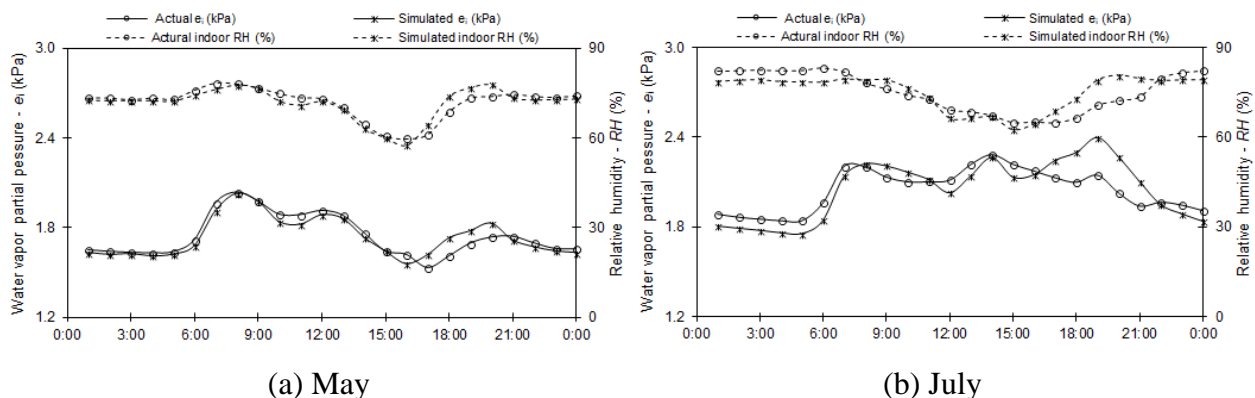 Actual ei (kPa) Simulated ei (kPa)
Actural indoor RH (%) Simulated indoor RH (%)
3.0 90
2.4 60
1.8 30
1.2 0
Water vapor partial pressure - ei (kPa)
Relative humidity - RH (%)
0:00 3:00 6:00 9:00 12:00 15:00 18:00 21:00 0:00
(a) May
Actual ei (kPa) Simulated ei (kPa)
Actural indoor RH (%) Simulated indoor RH (%)
3.0 90
2.4 60
1.8 30
1.2 0
Water vapor partial pressure - ei (kPa)
Relative humidity - RH (%)
0:00 3:00 6:00 9:00 12:00 15:00 18:00 21:00 0:00
(b) July